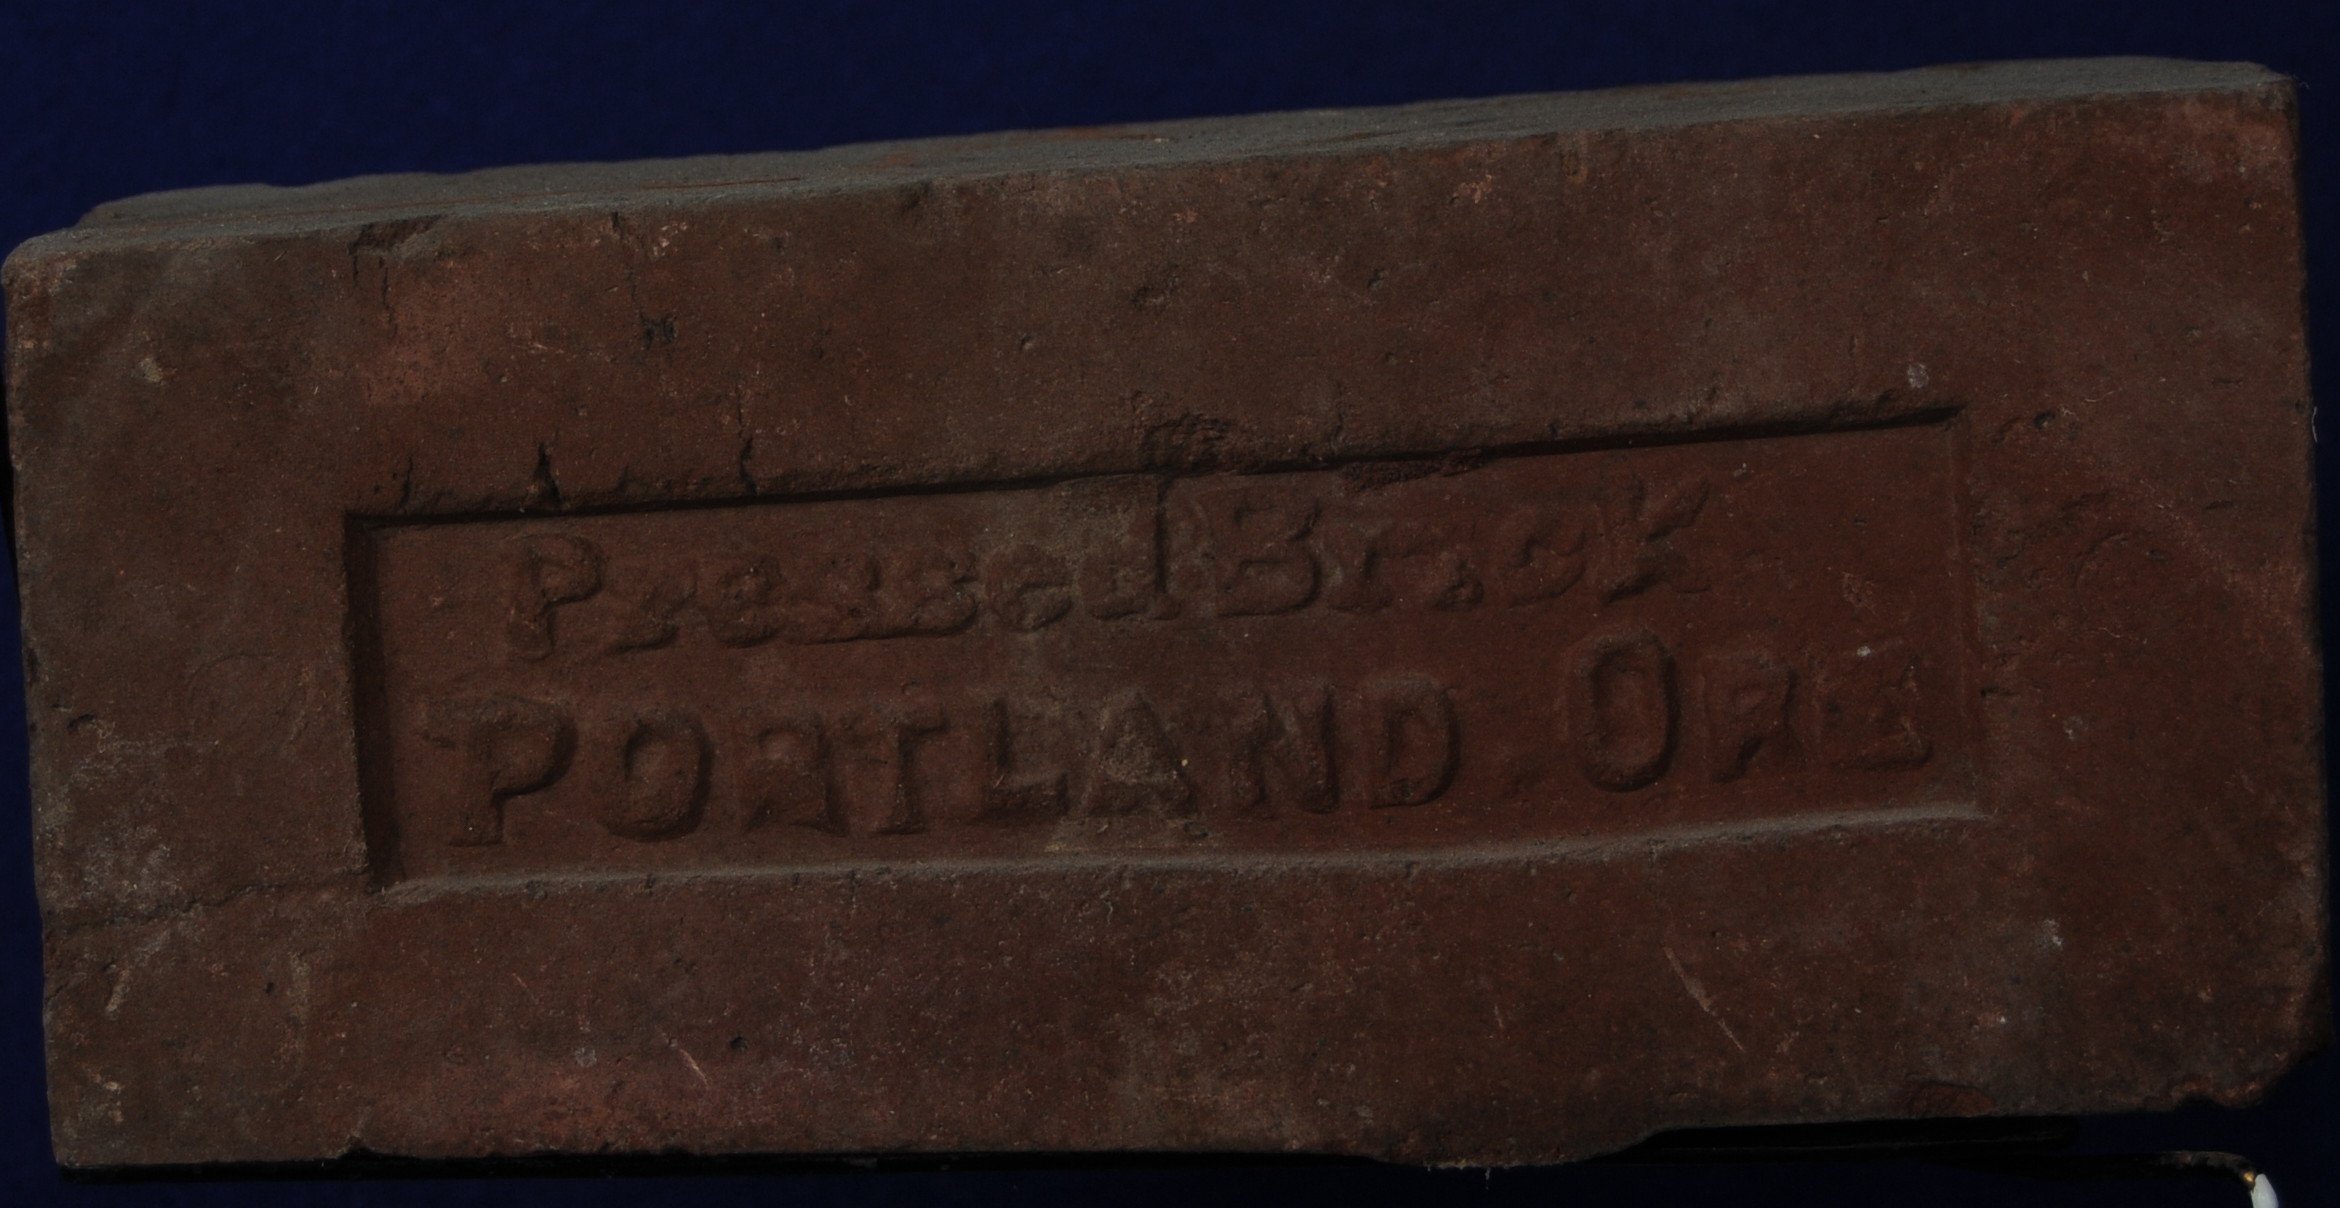 Pressed Brick
PORTLAND. ORE